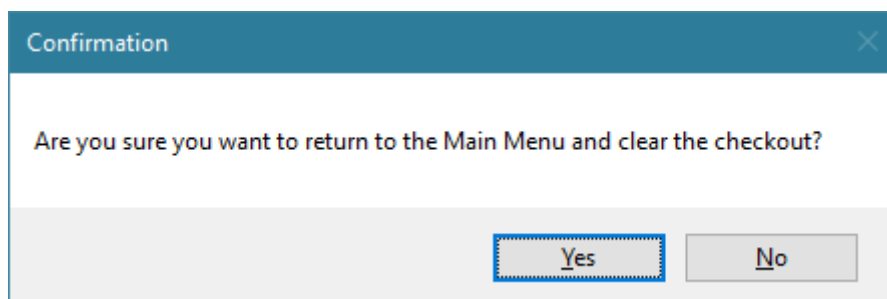 Confirmation
Are you sure you want to return to the Main Menu and clear the checkout?
Yes
No